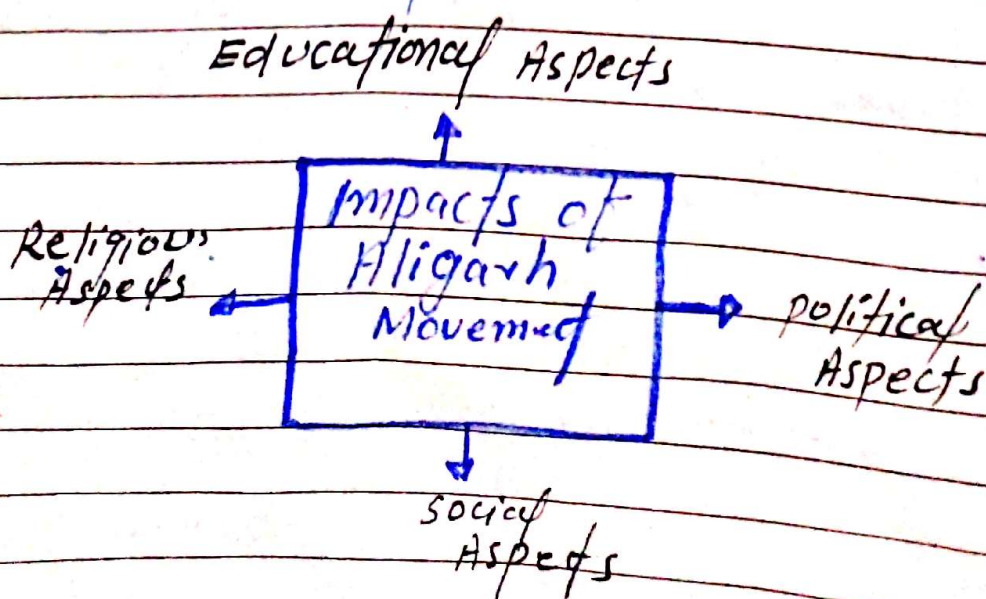 Educational Aspects
Impacts of
Aligarh
Movement
Religious
Aspects
Political
Aspects
Social
Aspects